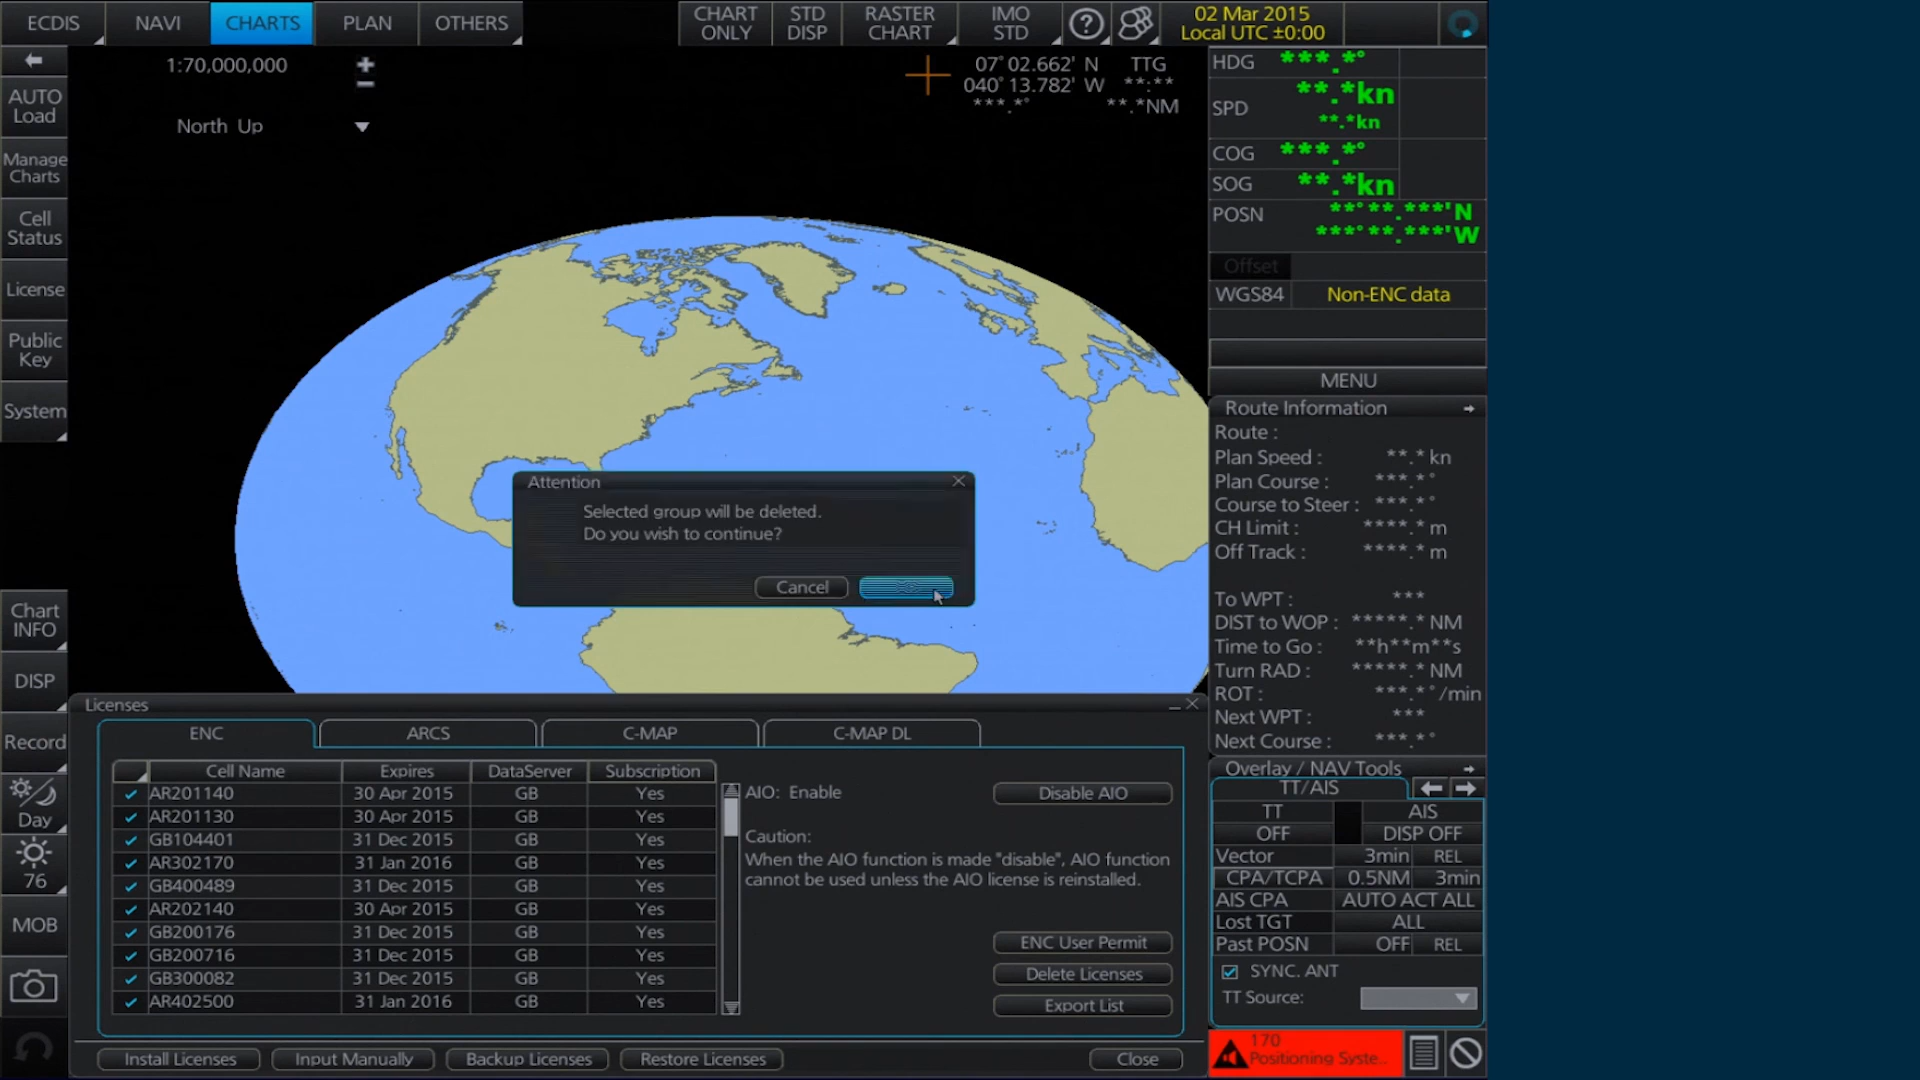 ECDIS NAVI CHARTS PLAN OTHERS
CHART ONLY
STD DISP
RASTER CHART
IMO STD
02 Mar 2015
Local UTC ±0:00
AUTO Load
Manage Charts
Cell Status
License
Public Key
System
Chart INFO
DISP
Record
Day
76
MOB
1:70,000,000
North Up
07° 02.662' N TTG
040° 13.782' W **:**
***.*° **.*NM
HDG ***.*°
SPD **.*kn
**.*kn
COG ***.*°
SOG **.*kn
POSN **°**.***'N
***°**.***'W
Offset
WGS84 Non-ENC data
MENU
Route Information
Route :
Plan Speed : **.* kn
Plan Course : ***.*°
Course to Steer : ***.*°
CH Limit : ****.* m
Off Track : ****.* m
To WPT : ***
DIST to WOP : *****.* NM
Time to Go : **h**m**s
Turn RAD : *****.* NM
ROT : ***.*°/min
Next WPT : ***
Next Course : ***.*°
Overlay / NAV Tools
TT/AIS
TT AIS
OFF DISP OFF
Vector 3min REL
CPA/TCPA 0.5NM 3min
AIS CPA AUTO ACT ALL
Lost TGT ALL
Past POSN OFF REL
SYNC. ANT
TT Source:
170
Positioning Syste..
Attention
Selected group will be deleted.
Do you wish to continue?
Cancel
Licenses
ENC ARCS C-MAP C-MAP DL
Cell Name Expires DataServer Subscription
AR201140 30 Apr 2015 GB Yes
AR201130 30 Apr 2015 GB Yes
GB104401 31 Dec 2015 GB Yes
AR302170 31 Jan 2016 GB Yes
GB400489 31 Dec 2015 GB Yes
AR202140 30 Apr 2015 GB Yes
GB200176 31 Dec 2015 GB Yes
GB200716 31 Dec 2015 GB Yes
GB300082 31 Dec 2015 GB Yes
AR402500 31 Jan 2016 GB Yes
AIO: Enable
Disable AIO
Caution:
When the AIO function is made "disable", AIO function
cannot be used unless the AIO license is reinstalled.
ENC User Permit
Delete Licenses
Export List
Install Licenses Input Manually Backup Licenses Restore Licenses Close